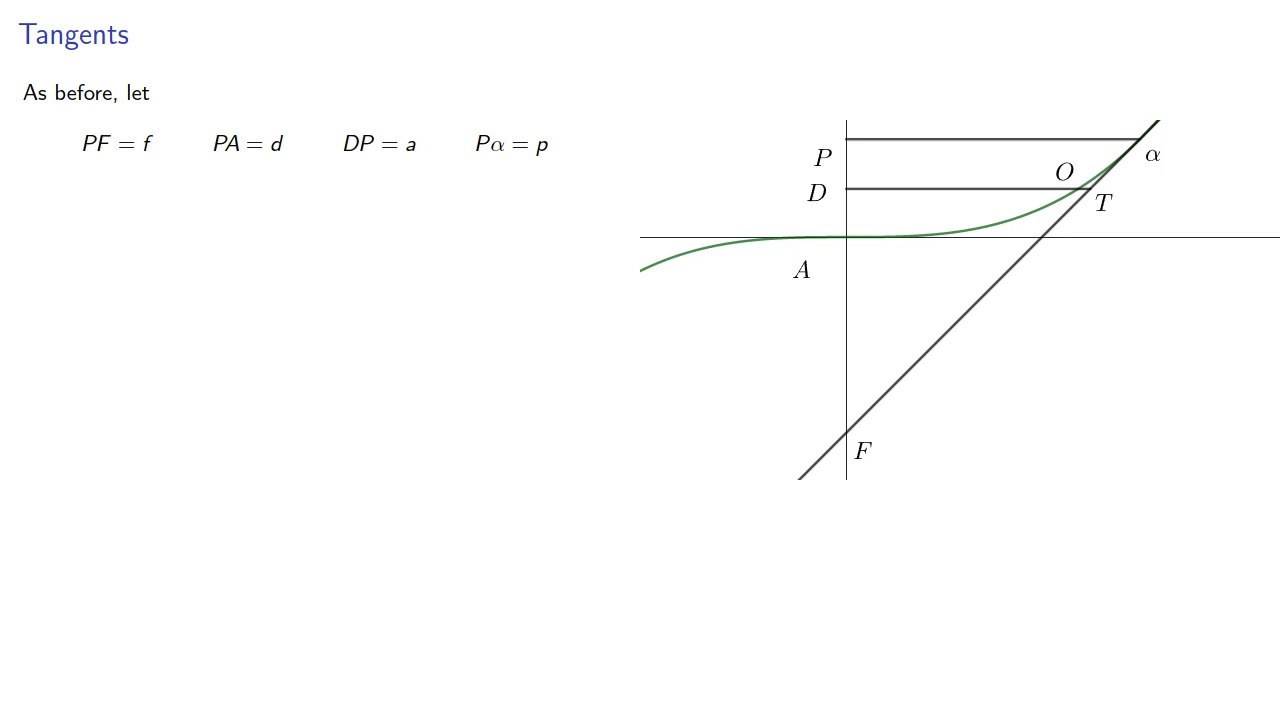 Tangents
As before, let
PF = f PA = d DP = a Pα = p
P
α
O
D
T
A
F